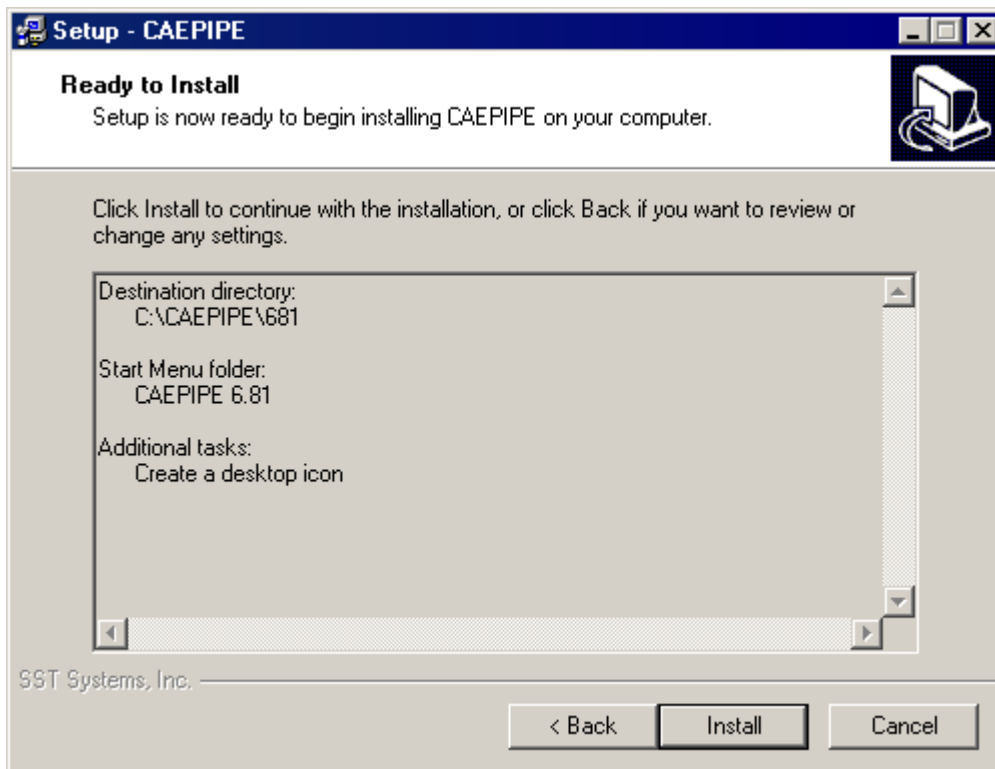 Setup - CAEPIPE
Ready to Install
Setup is now ready to begin installing CAEPIPE on your computer.
Click Install to continue with the installation, or click Back if you want to review or
change any settings.
Destination directory:
C:\CAEPIPE\681
Start Menu folder:
CAEPIPE 6.81
Additional tasks:
Create a desktop icon
SST Systems, Inc.
< Back Install Cancel